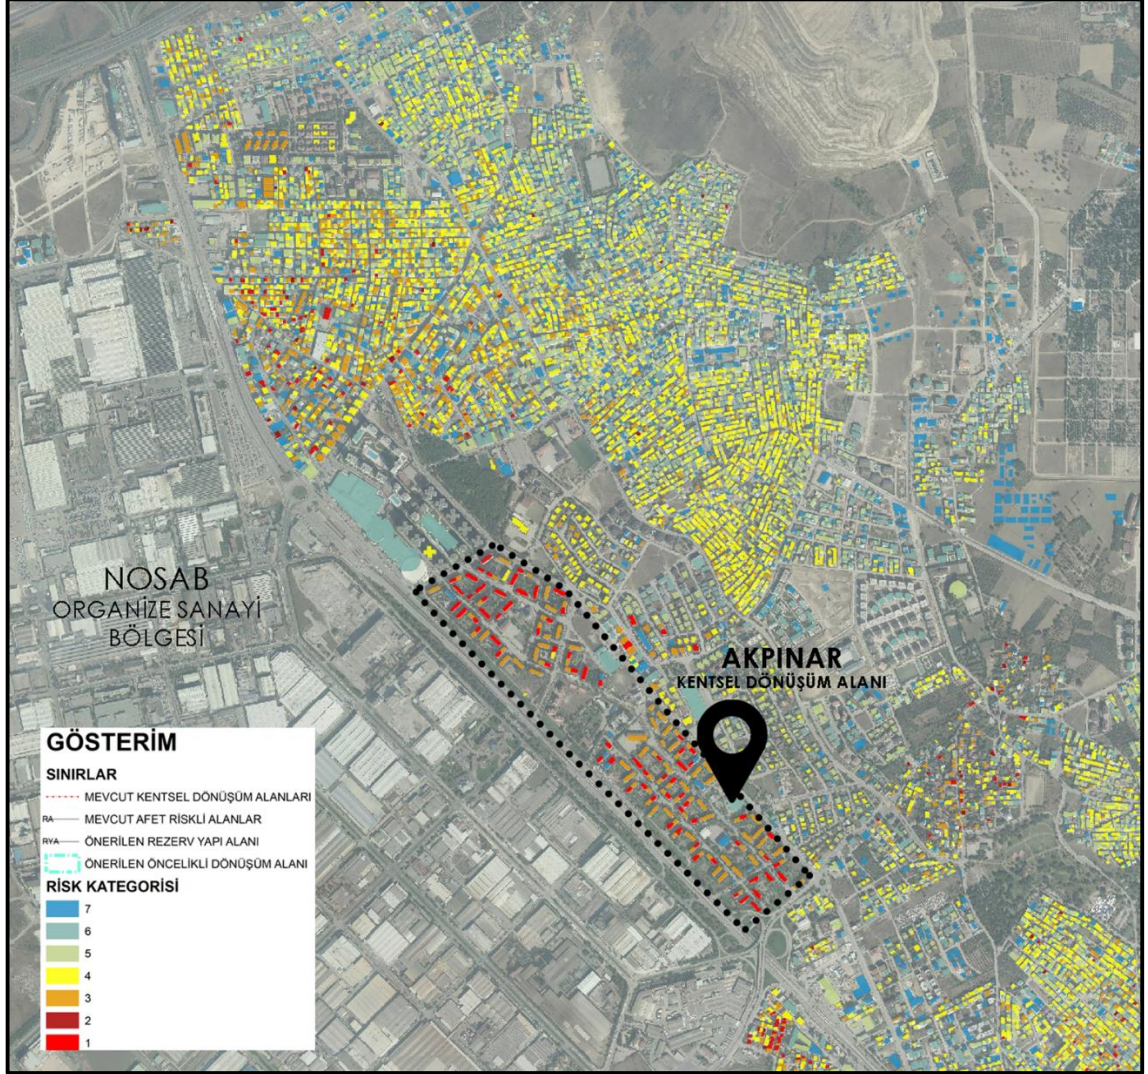 NOSAB
ORGANİZE SANAYİ
BÖLGESİ
AKPINAR
KENTSEL DÖNÜŞÜM ALANI
GÖSTERİM
SINIRLAR
MEVCUT KENTSEL DÖNÜŞÜM ALANLARI
RA MEVCUT AFET RİSKLİ ALANLAR
RYA ÖNERİLEN REZERV YAPI ALANI
ÖNERİLEN ÖNCELİKLİ DÖNÜŞÜM ALANI
RİSK KATEGORİSİ
7
6
5
4
3
2
1